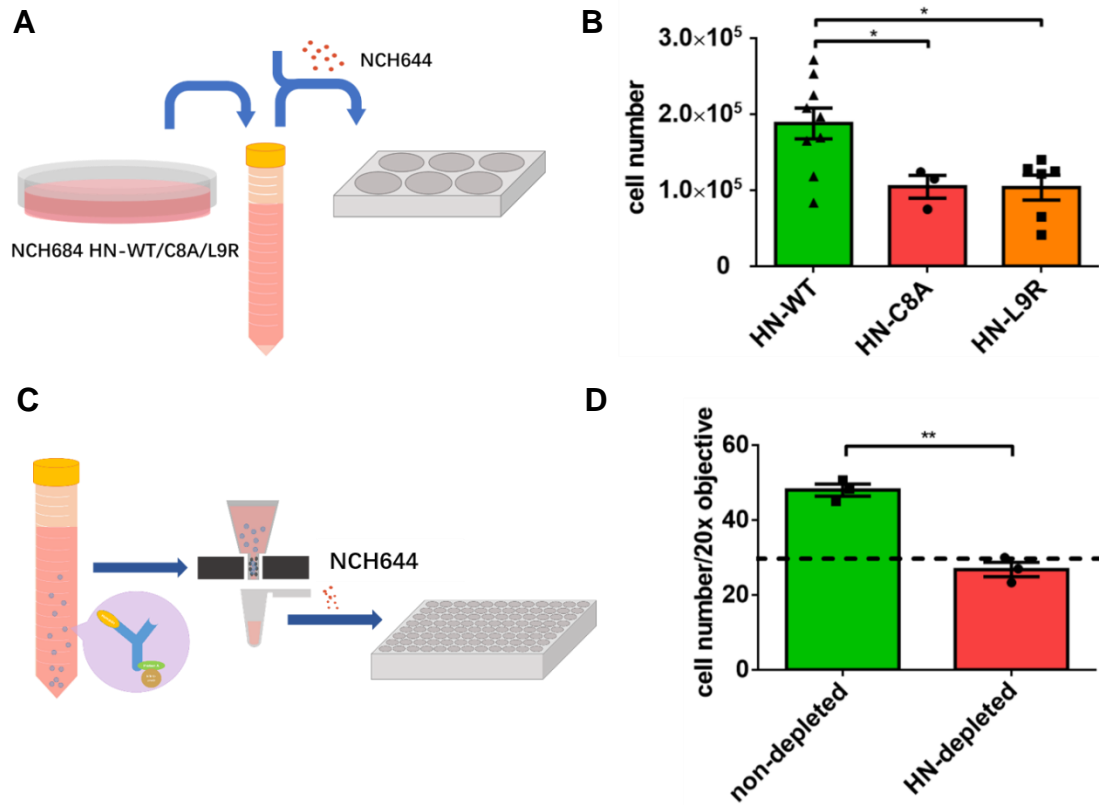 A
NCH644
NCH684 HN-WT/C8A/L9R
B
*
*
cell number
3.0×10⁵
2.0×10⁵
1.0×10⁵
0
HN-WT
HN-C8A
HN-L9R
C
NCH644
D
**
cell number/20x objective
60
40
20
0
non-depleted
HN-depleted